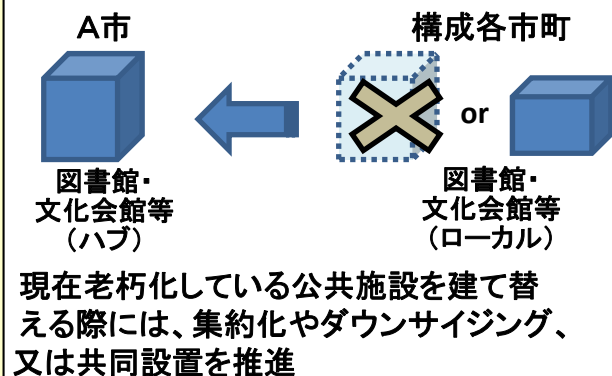 A市
構成各市町
or
図書館・
文化会館等
（ハブ）
図書館・
文化会館等
（ローカル）
現在老朽化している公共施設を建て替
える際には、集約化やダウンサイジング、
又は共同設置を推進